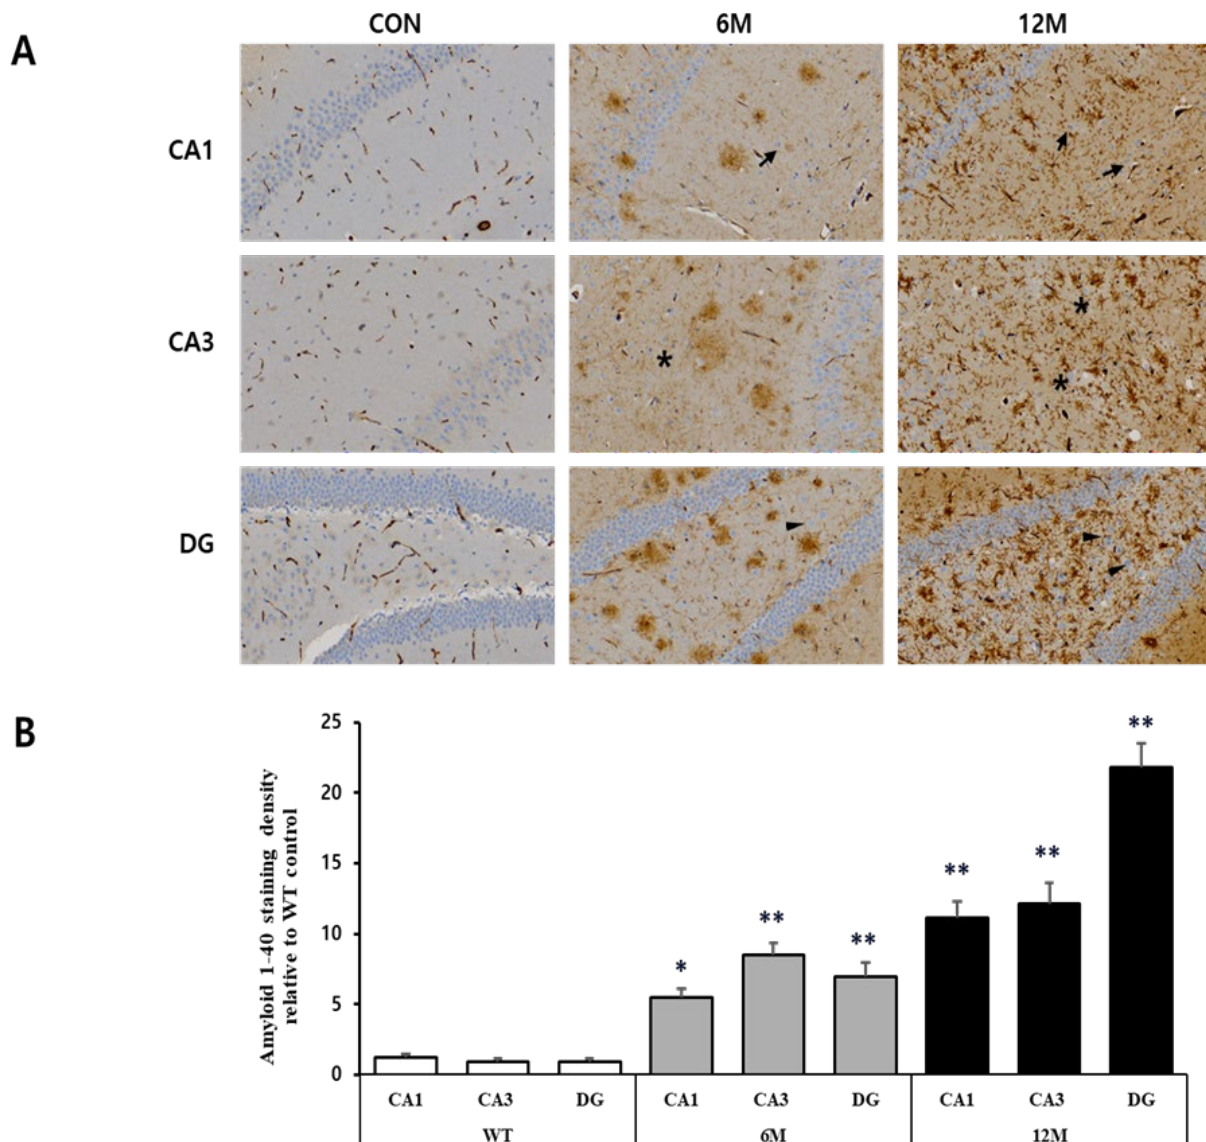 A
CON 6M 12M
CA1
*
CA3
* *
DG
B
Amyloid 1-40 staining density
relative to WT control
25
20
15
10
5
0
* ** ** ** ** **
CA1 CA3 DG CA1 CA3 DG CA1 CA3 DG
WT 6M 12M